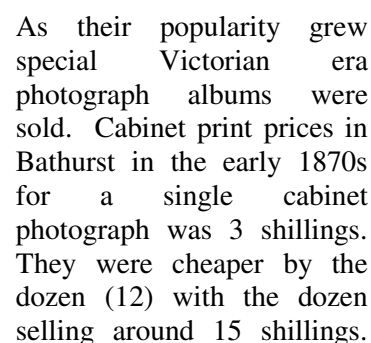 As their popularity grew
special Victorian era
photograph albums were
sold. Cabinet print prices in
Bathurst in the early 1870s
for a single cabinet
photograph was 3 shillings.
They were cheaper by the
dozen (12) with the dozen
selling around 15 shillings.